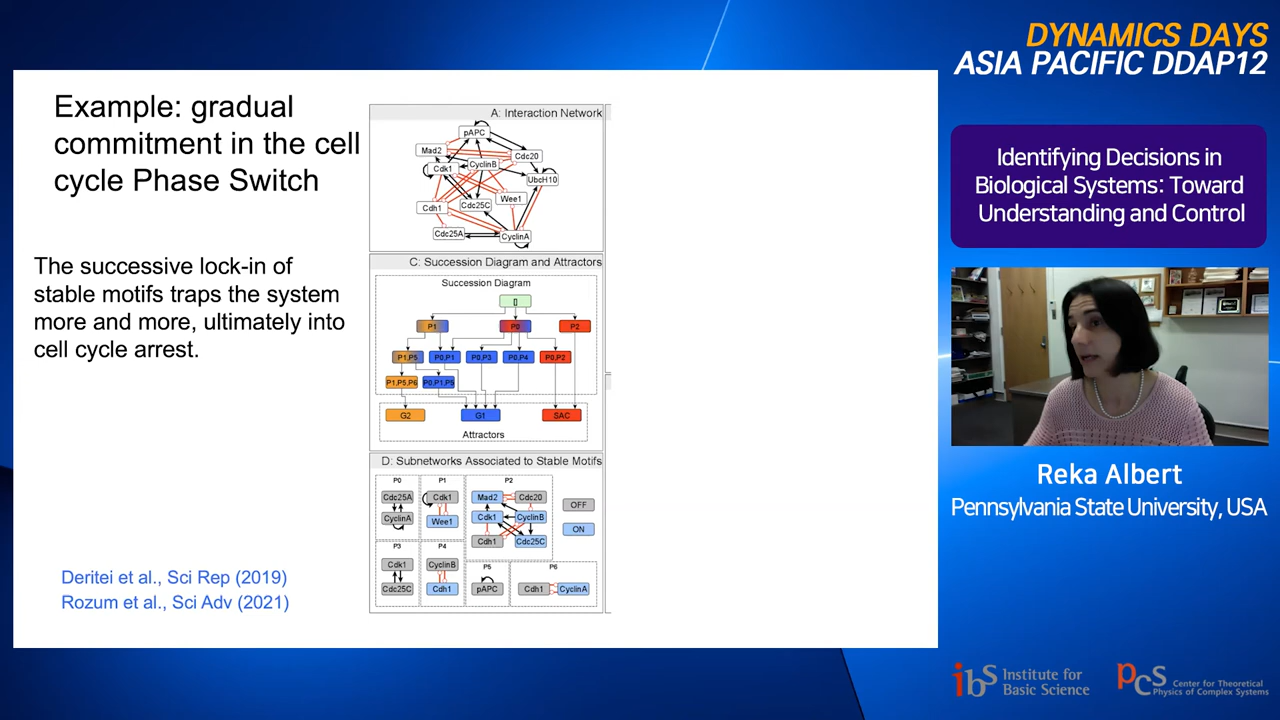 DYNAMICS DAYS
ASIA PACIFIC DDAP12
Example: gradual
commitment in the cell
cycle Phase Switch
The successive lock-in of
stable motifs traps the system
more and more, ultimately into
cell cycle arrest.
Deritei et al., Sci Rep (2019)
Rozum et al., Sci Adv (2021)
A: Interaction Network
pAPC
Mad2
Cdc20
Cdk1
CyclinB
UbcH10
Wee1
Cdh1
Cdc25C
Cdc25A
CyclinA
C: Succession Diagram and Attractors
Succession Diagram
[]
P1
P0
P2
P1,P5
P0,P1
P0,P3
P0,P4
P0,P2
P1,P5,P6
P0,P1,P5
G2
G1
SAC
Attractors
D: Subnetworks Associated to Stable Motifs
P0
P1
P2
Cdc25A
Cdk1
Mad2
Cdc20
OFF
CyclinA
Wee1
Cdk1
CyclinB
ON
Cdh1
Cdc25C
P3
P4
P5
P6
Cdk1
CyclinB
Cdc25C
Cdh1
pAPC
Cdh1
CyclinA
Identifying Decisions in
Biological Systems: Toward
Understanding and Control
Reka Albert
Pennsylvania State University, USA
ibS Institute for
Basic Science
PCS Center for Theoretical
Physics of Complex Systems